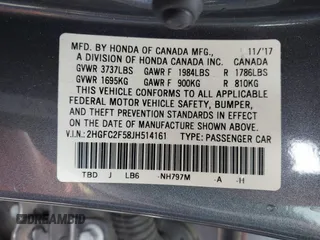 MFD. BY HONDA OF CANADA MFG., 11/'17
A DIVISION OF HONDA CANADA INC. CANADA
GVWR 3737LBS GAWR F 1984LBS R 1786LBS
GVWR 1695KG GAWR F 900KG R 810KG
THIS VEHICLE CONFORMS TO ALL APPLICABLE
FEDERAL MOTOR VEHICLE SAFETY, BUMPER,
AND THEFT PREVENTION STANDARDS IN EFFECT
ON THE DATE OF MANUFACTURE SHOWN ABOVE.
V.I.N.: 2HGFC2F58JH514161 TYPE: PASSENGER CAR
TBD J LB6 -NH797M -A -H
DREAMBID